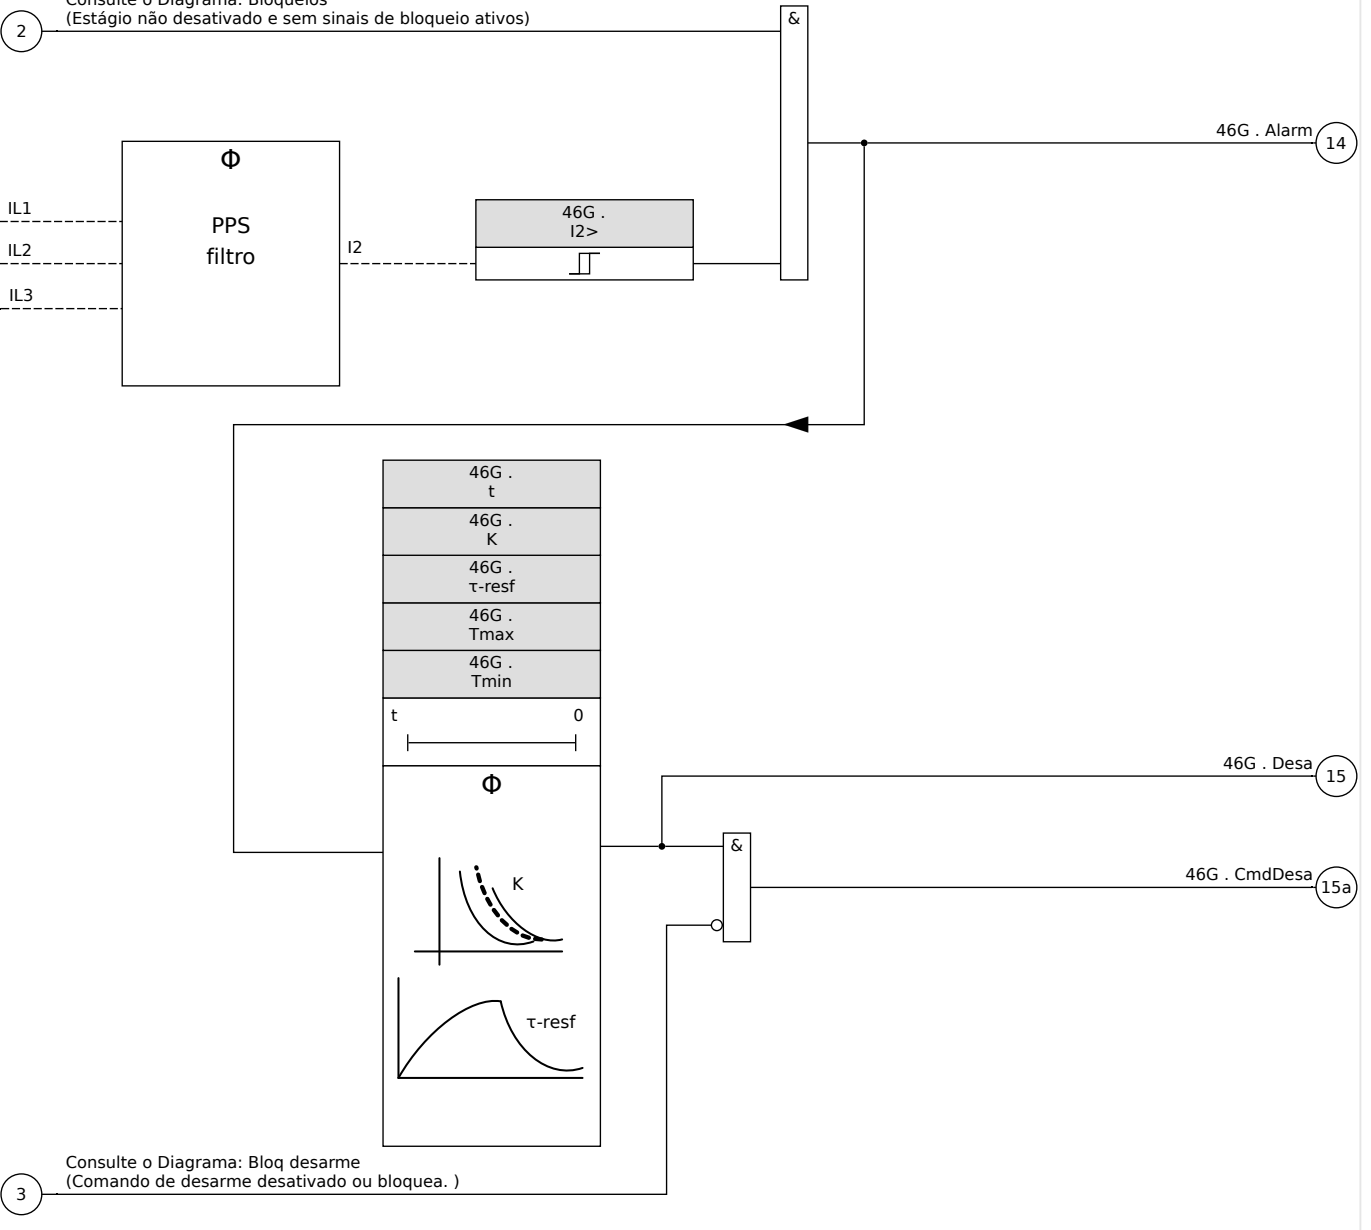 Consulte o Diagrama: Bloqueios
(Estágio não desativado e sem sinais de bloqueio ativos)
2
&
46G . Alarm
14
Φ
PPS
filtro
IL1
IL2
IL3
I2
46G .
I2>
46G .
t
46G .
K
46G .
τ-resf
46G .
Tmax
46G .
Tmin
t 0
Φ
K
τ-resf
46G . Desa
15
&
46G . CmdDesa
15a
Consulte o Diagrama: Bloq desarme
(Comando de desarme desativado ou bloquea. )
3